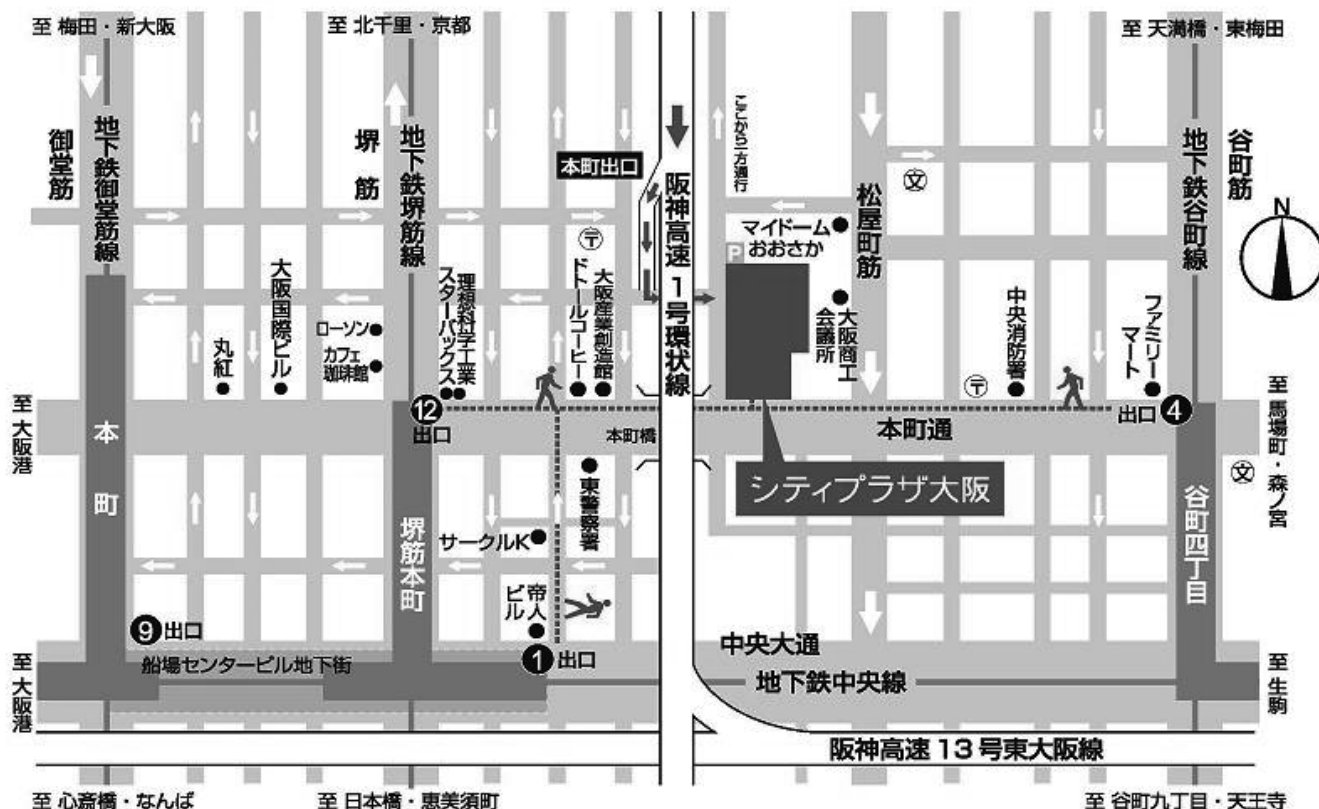 至 梅田・新大阪
至 北千里・京都
至 天満橋・東梅田
御堂筋
地下鉄御堂筋線
堺筋
地下鉄堺筋線
本町出口
阪神高速1号環状線
ここから一方通行
松屋町筋
文
地下鉄谷町線
谷町筋
N
〒
マイドーム
おおさか
P
大阪国際ビル
丸紅
ローソン
カフェ
珈琲館
理想科学工業
スターバックス
大阪産業創造館
ドトールコーヒー
大阪商工
会議所
中央消防署
〒
ファミリー
マート
至 大阪港
本町
12
出口
本町橋
本町通
出口 4
至 馬場町・森ノ宮
文
シティプラザ大阪
東警察署
サークルK
堺筋本町
谷町四丁目
帝人
ビル
9 出口
船場センタービル地下街
1 出口
中央大通
地下鉄中央線
至 大阪港
至 生駒
阪神高速13号東大阪線
至 心斎橋・なんば
至 日本橋・恵美須町
至 谷町九丁目・天王寺